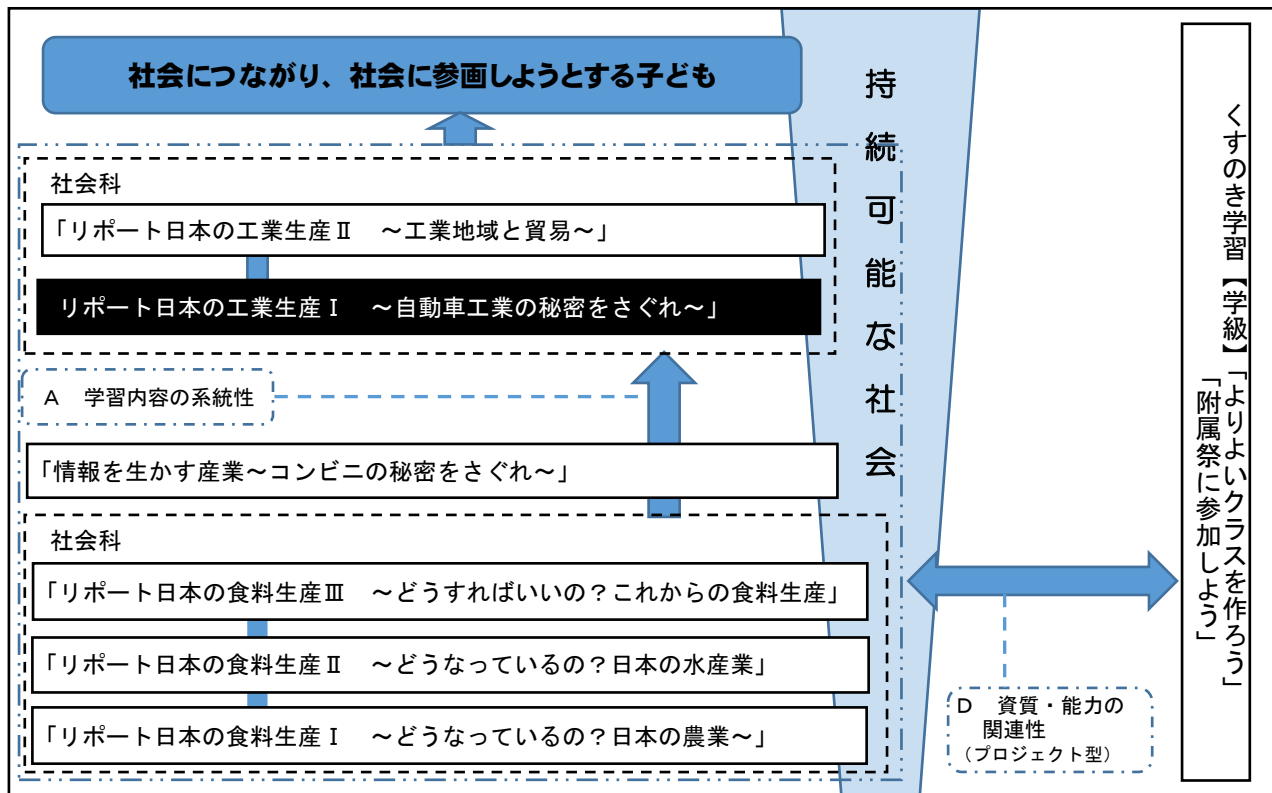 社会につながり、社会に参画しようとする子ども
持続可能な社会
社会科
「リポート日本の工業生産Ⅱ　～工業地域と貿易～」
リポート日本の工業生産Ⅰ　～自動車工業の秘密をさぐれ～」
A　学習内容の系統性
「情報を生かす産業～コンビニの秘密をさぐれ～」
社会科
「リポート日本の食料生産Ⅲ　～どうすればいいの？これからの食料生産」
「リポート日本の食料生産Ⅱ　～どうなっているの？日本の水産業」
「リポート日本の食料生産Ⅰ　～どうなっているの？日本の農業～」
D　資質・能力の
関連性
（プロジェクト型）
くすのき学習【学級】「よりよいクラスを作ろう」
「附属祭に参加しよう」